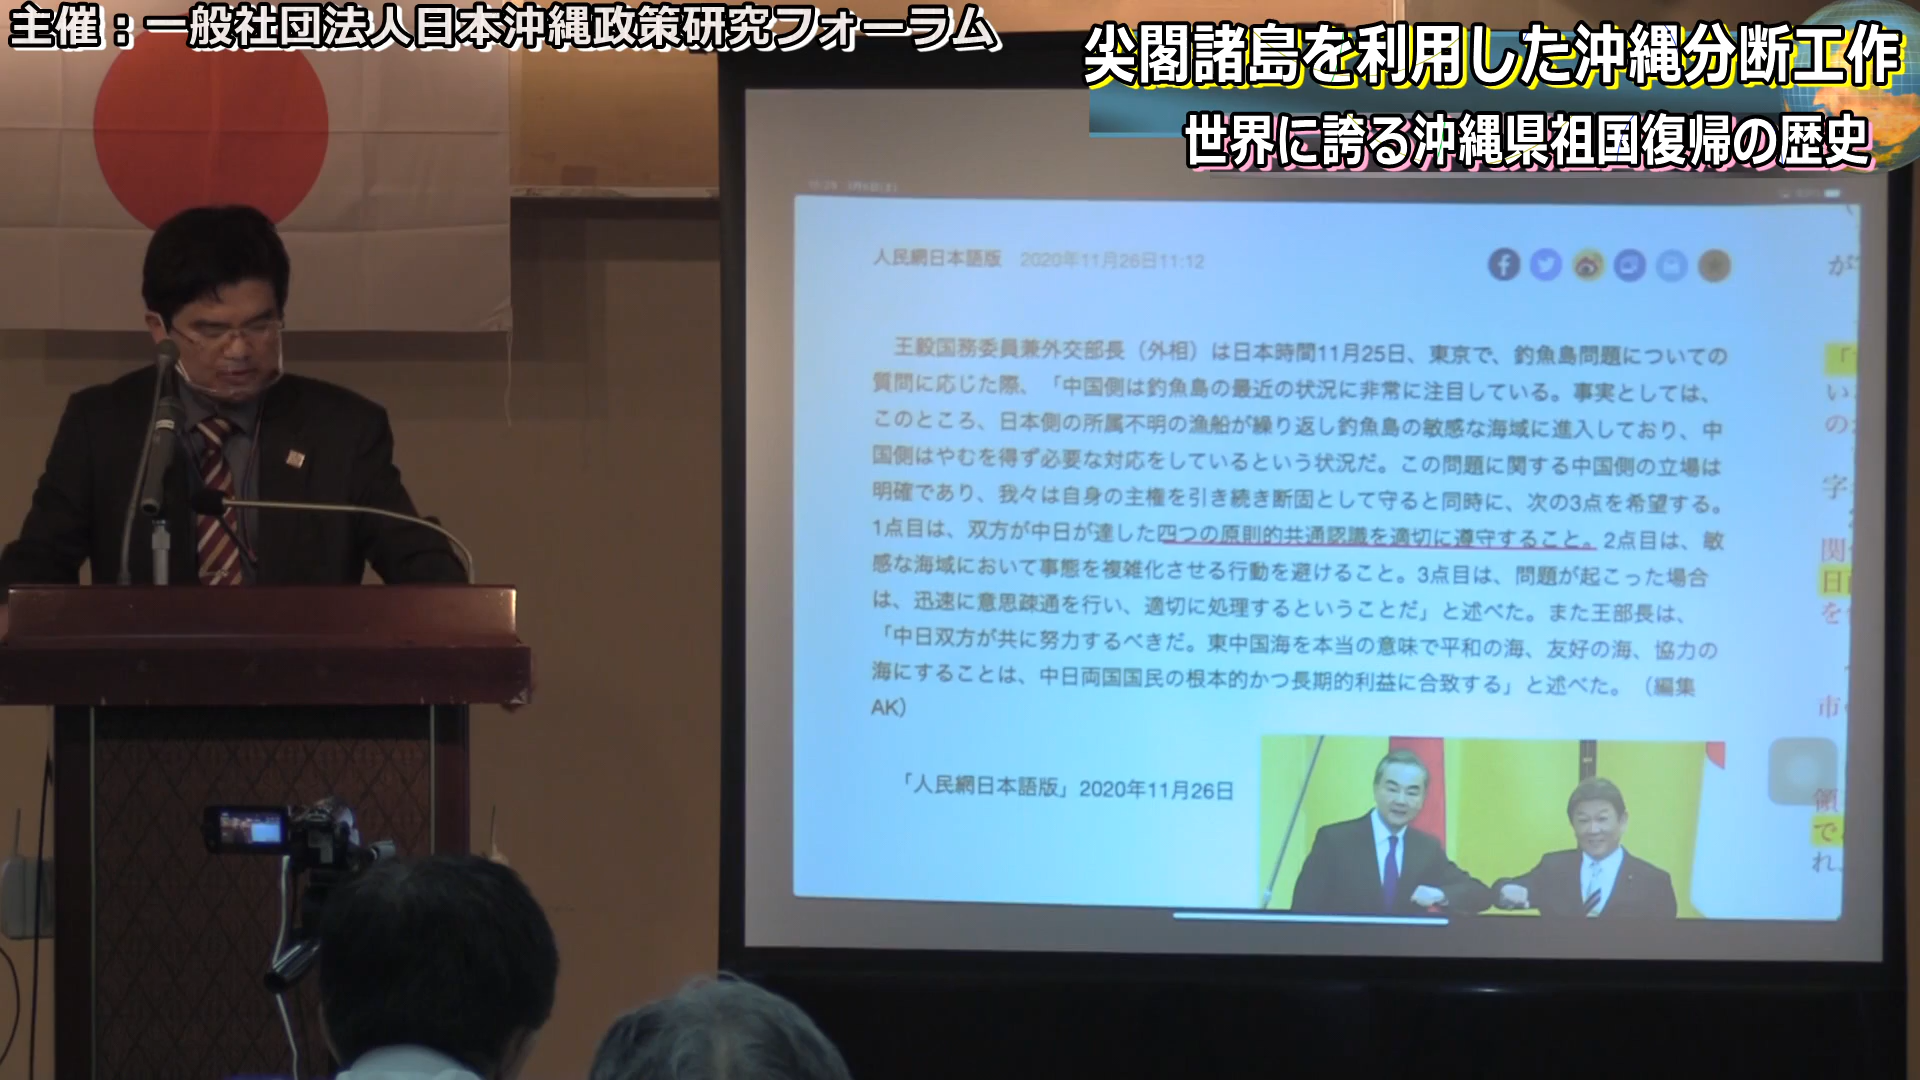 主催：一般社団法人日本沖縄政策研究フォーラム
尖閣諸島を利用した沖縄分断工作
世界に誇る沖縄県祖国復帰の歴史
人民網日本語版　2020年11月26日11:12
王毅国務委員兼外交部長（外相）は日本時間11月25日、東京で、釣魚島問題についての
質問に応じた際、「中国側は釣魚島の最近の状況に非常に注目している。事実としては、
このところ、日本側の所属不明の漁船が繰り返し釣魚島の敏感な海域に進入しており、中
国側はやむを得ず必要な対応をしているという状況だ。この問題に関する中国側の立場は
明確であり、我々は自身の主権を引き続き断固として守ると同時に、次の3点を希望する。
1点目は、双方が中日が達した四つの原則的共通認識を適切に遵守すること。2点目は、敏
感な海域において事態を複雑化させる行動を避けること。3点目は、問題が起こった場合
は、迅速に意思疎通を行い、適切に処理するということだ」と述べた。また王部長は、
「中日双方が共に努力するべきだ。東中国海を本当の意味で平和の海、友好の海、協力の
海にすることは、中日両国国民の根本的かつ長期的利益に合致する」と述べた。（編集
AK）
「人民網日本語版」2020年11月26日
が
い
の
字
関
日
を
市
領
で
れ、